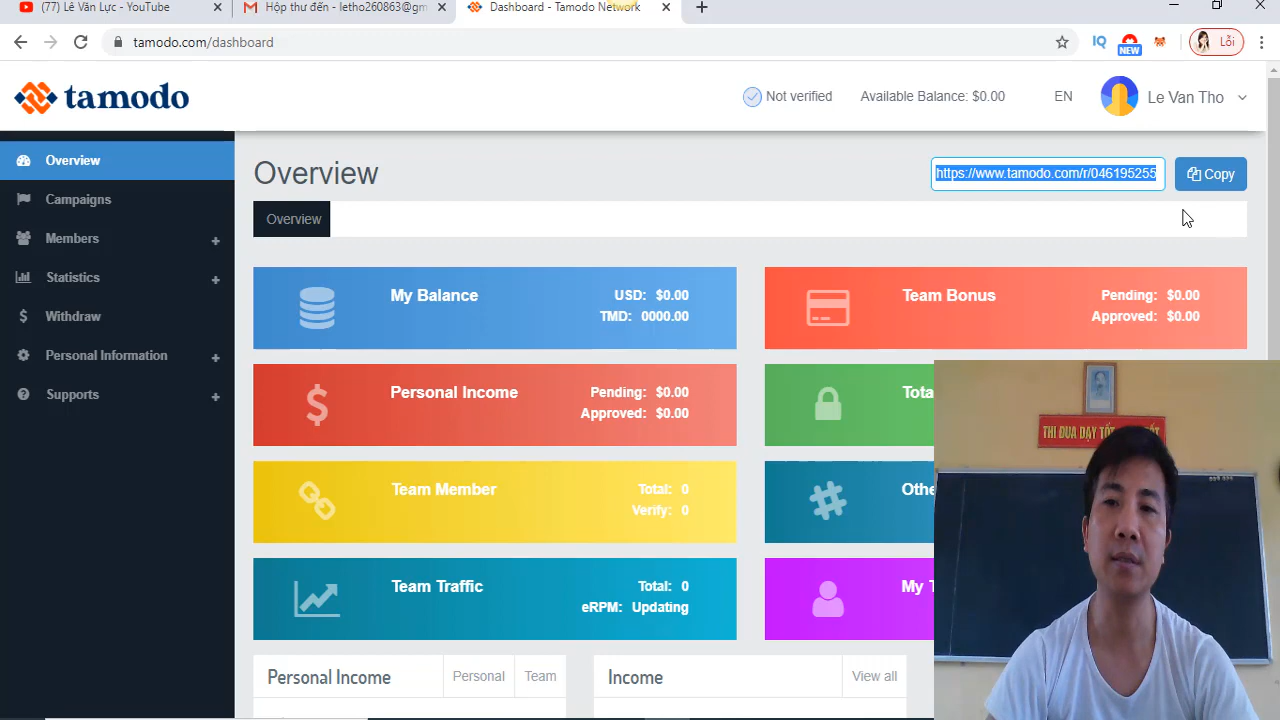 (77) Lê Văn Lực - YouTube
Hộp thư đến - letho260863@gm
Dashboard - Tamodo Network
tamodo.com/dashboard
IQ
NEW
Lỗi
tamodo
Not verified
Available Balance: $0.00
EN
Le Van Tho
Overview
Campaigns
Members
Statistics
Withdraw
Personal Information
Supports
Overview
https://www.tamodo.com/r/046195255
Copy
Overview
My Balance
USD: $0.00
TMD: 0000.00
Team Bonus
Pending: $0.00
Approved: $0.00
Personal Income
Pending: $0.00
Approved: $0.00
Tota
Team Member
Total: 0
Verify: 0
Othe
Team Traffic
Total: 0
eRPM: Updating
My T
Personal Income
Personal
Team
Income
View all
THI ĐUA DẠY TỐT